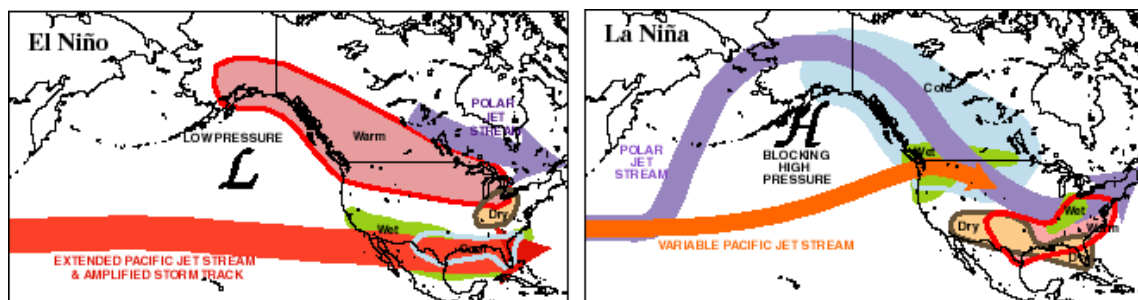 El Niño
POLAR
JET
STREAM
LOW PRESSURE
L
Warm
Dry
Wet
Cool
EXTENDED PACIFIC JET STREAM
& AMPLIFIED STORM TRACK
La Niña
Cold
H
BLOCKING
HIGH
PRESSURE
POLAR
JET
STREAM
Wet
Wet
Dry
Warm
Dry
VARIABLE PACIFIC JET STREAM